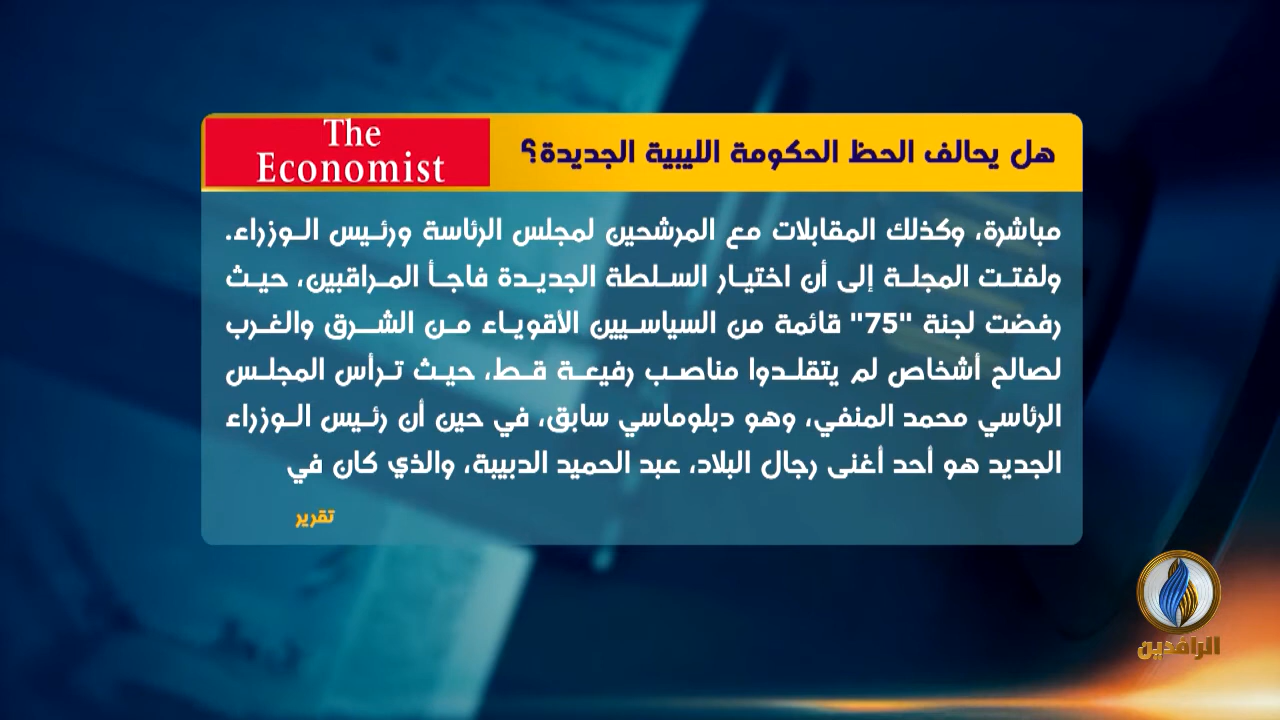 The
Economist
هل يحالف الحظ الحكومة الليبية الجديدة؟
مباشرة، وكذلك المقابلات مع المرشحين لمجلس الرئاسة ورئيس الوزراء.
ولفتت المجلة إلى أن اختيار السلطة الجديدة فاجأ المراقبين، حيث
رفضت لجنة "75" قائمة من السياسيين الأقوياء من الشرق والغرب
لصالح أشخاص لم يتقلدوا مناصب رفيعة قط، حيث ترأس المجلس
الرئاسي محمد المنفي، وهو دبلوماسي سابق، في حين أن رئيس الوزراء
الجديد هو أحد أغنى رجال البلاد، عبد الحميد الدبيبة، والذي كان في
تقرير
الرافدين